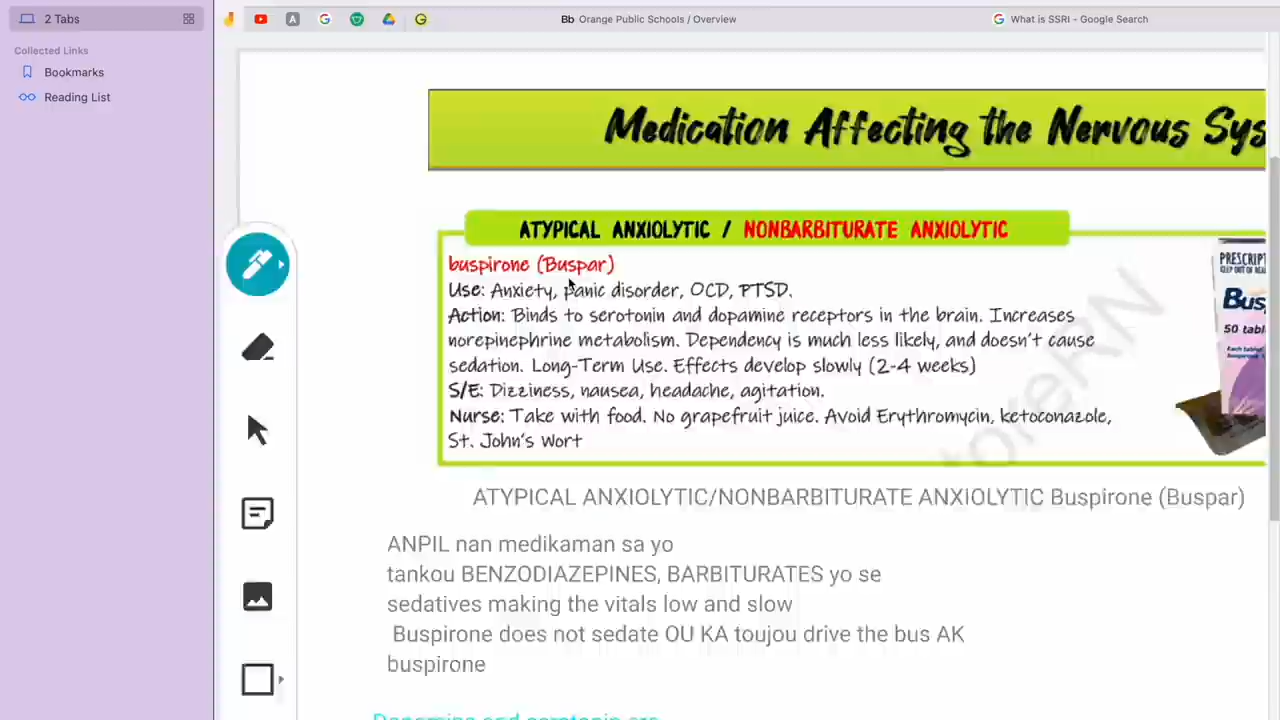 2 Tabs
Bb Orange Public Schools / Overview
What is SSRI - Google Search
Collected Links
Bookmarks
Reading List
Medication Affecting the Nervous Sys
ATYPICAL ANXIOLYTIC / NONBARBITURATE ANXIOLYTIC
buspirone (Buspar)
Use: Anxiety, panic disorder, OCD, PTSD.
Action: Binds to serotonin and dopamine receptors in the brain. Increases
norepinephrine metabolism. Dependency is much less likely, and doesn't cause
sedation. Long-Term Use. Effects develop slowly (2-4 weeks)
S/E: Dizziness, nausea, headache, agitation.
Nurse: Take with food. No grapefruit juice. Avoid Erythromycin, ketoconazole,
St. John's Wort
PRESCRIPT
Bus
50 tabl
toreRN
ATYPICAL ANXIOLYTIC/NONBARBITURATE ANXIOLYTIC Buspirone (Buspar)
ANPIL nan medikaman sa yo
tankou BENZODIAZEPINES, BARBITURATES yo se
sedatives making the vitals low and slow
Buspirone does not sedate OU KA toujou drive the bus AK
buspirone